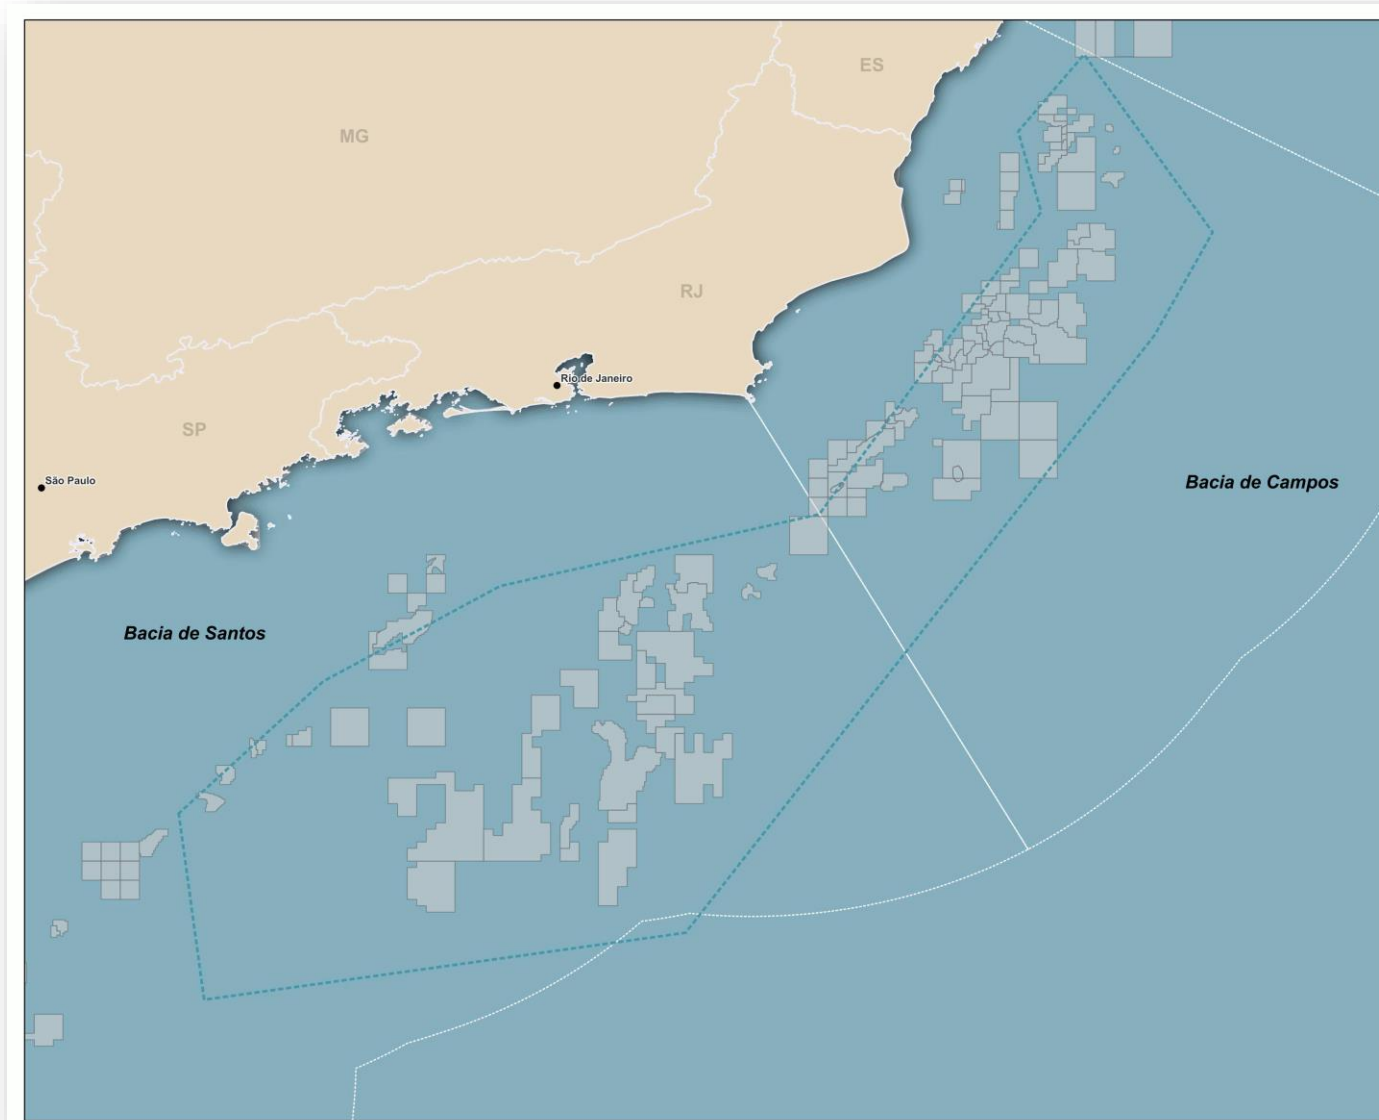 ES
MG
RJ
Rio de Janeiro
SP
São Paulo
Bacia de Campos
Bacia de Santos